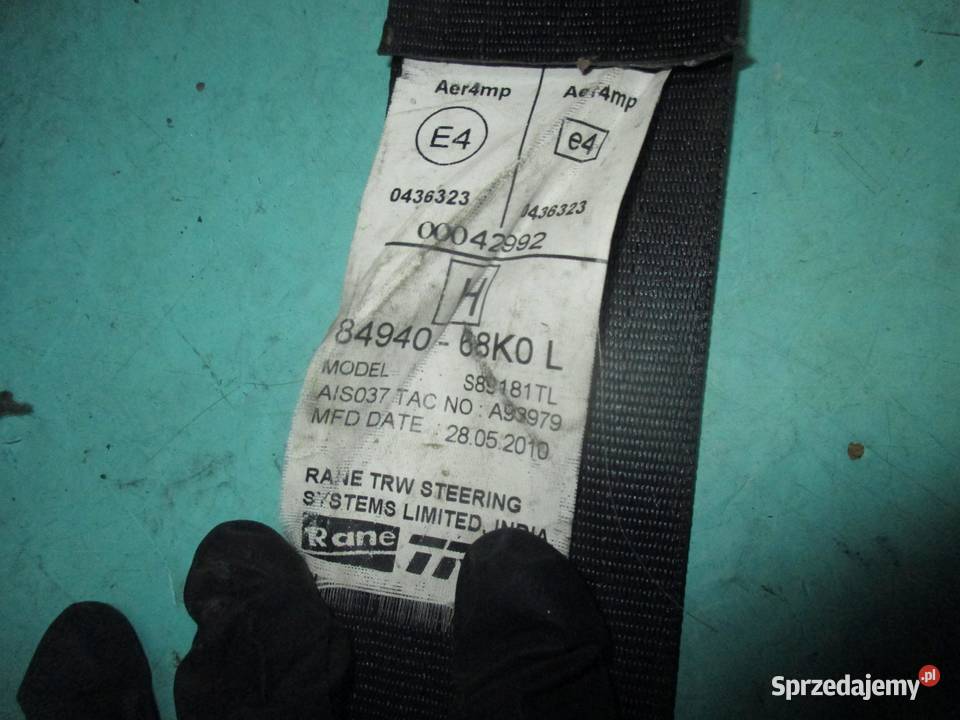 Aer4mp Aer4mp
E4 e4
0436323 0436323
00042992
H
84940-68K0 L
MODEL S89181TL
AIS037 TAC NO : A93979
MFD DATE : 28.05.2010
RANE TRW STEERING
SYSTEMS LIMITED, INDIA
Rane
Sprzedajemy.pl